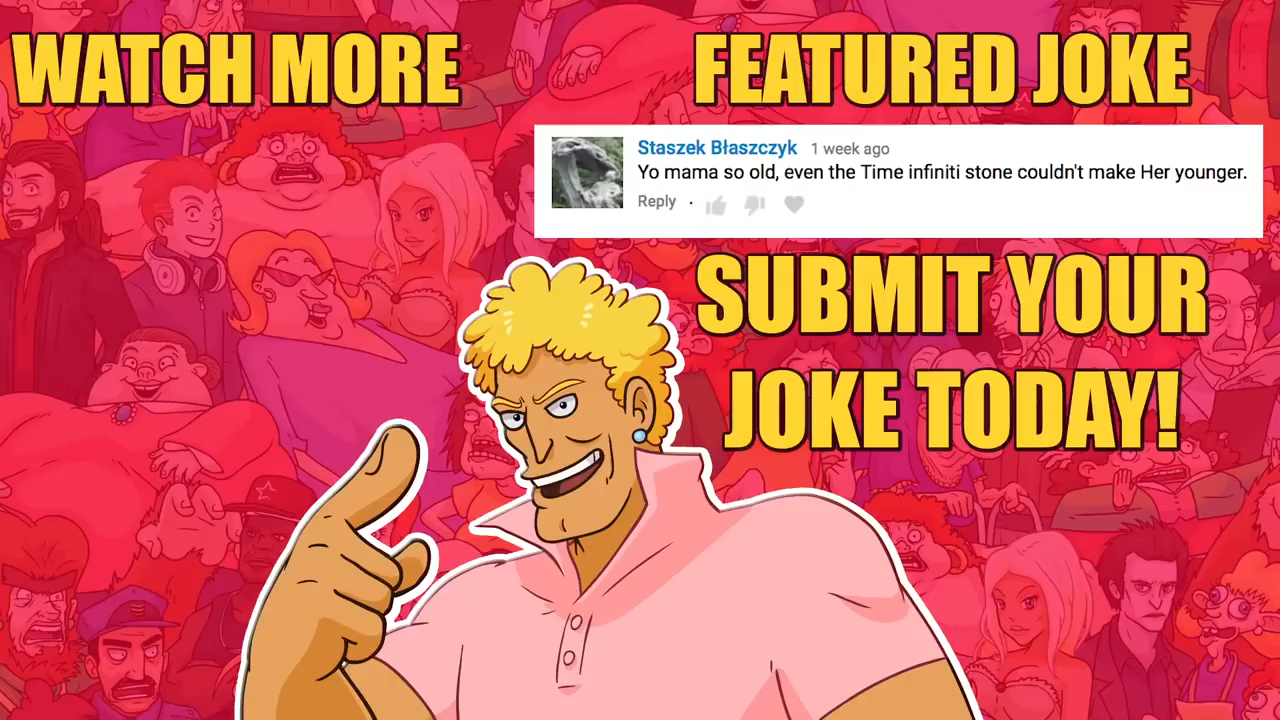 WATCH MORE
FEATURED JOKE
Staszek Błaszczyk 1 week ago
Yo mama so old, even the Time infiniti stone couldn't make Her younger.
Reply ·
SUBMIT YOUR
JOKE TODAY!